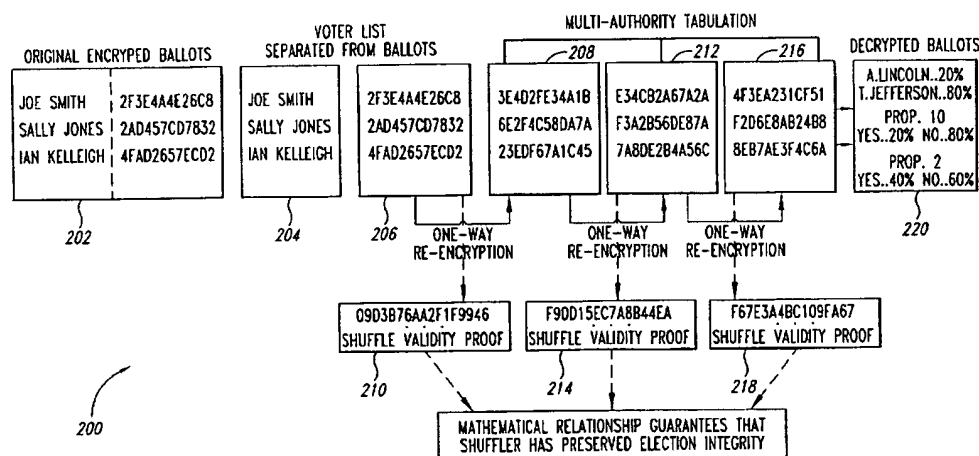 MULTI-AUTHORITY TABULATION
VOTER LIST
SEPARATED FROM BALLOTS
ORIGINAL ENCRYPED BALLOTS
208
212
216
DECRYPTED BALLOTS
JOE SMITH 2F3E4A4E26C8
SALLY JONES 2AD457CD7832
IAN KELLEIGH 4FAD2657ECD2
202
JOE SMITH
SALLY JONES
IAN KELLEIGH
204
2F3E4A4E26C8
2AD457CD7832
4FAD2657ECD2
206
3E4D2FE34A1B
6E2F4C58DA7A
23EDF67A1C45
E34CB2A67A2A
F3A2B56DE87A
7A8DE2B4A56C
4F3EA231CF51
F2D6E8AB24B8
8EB7AE3F4C6A
A.LINCOLN..20%
T.JEFFERSON..80%
PROP. 10
YES..20% NO..80%
PROP. 2
YES..40% NO..60%
220
ONE-WAY
RE-ENCRYPTION
ONE-WAY
RE-ENCRYPTION
ONE-WAY
RE-ENCRYPTION
09D3B76AA2F1F9946
SHUFFLE VALIDITY PROOF
210
F90D15EC7A8B44EA
SHUFFLE VALIDITY PROOF
214
F67E3A4BC109FA67
SHUFFLE VALIDITY PROOF
218
200
MATHEMATICAL RELATIONSHIP GUARANTEES THAT
SHUFFLER HAS PRESERVED ELECTION INTEGRITY